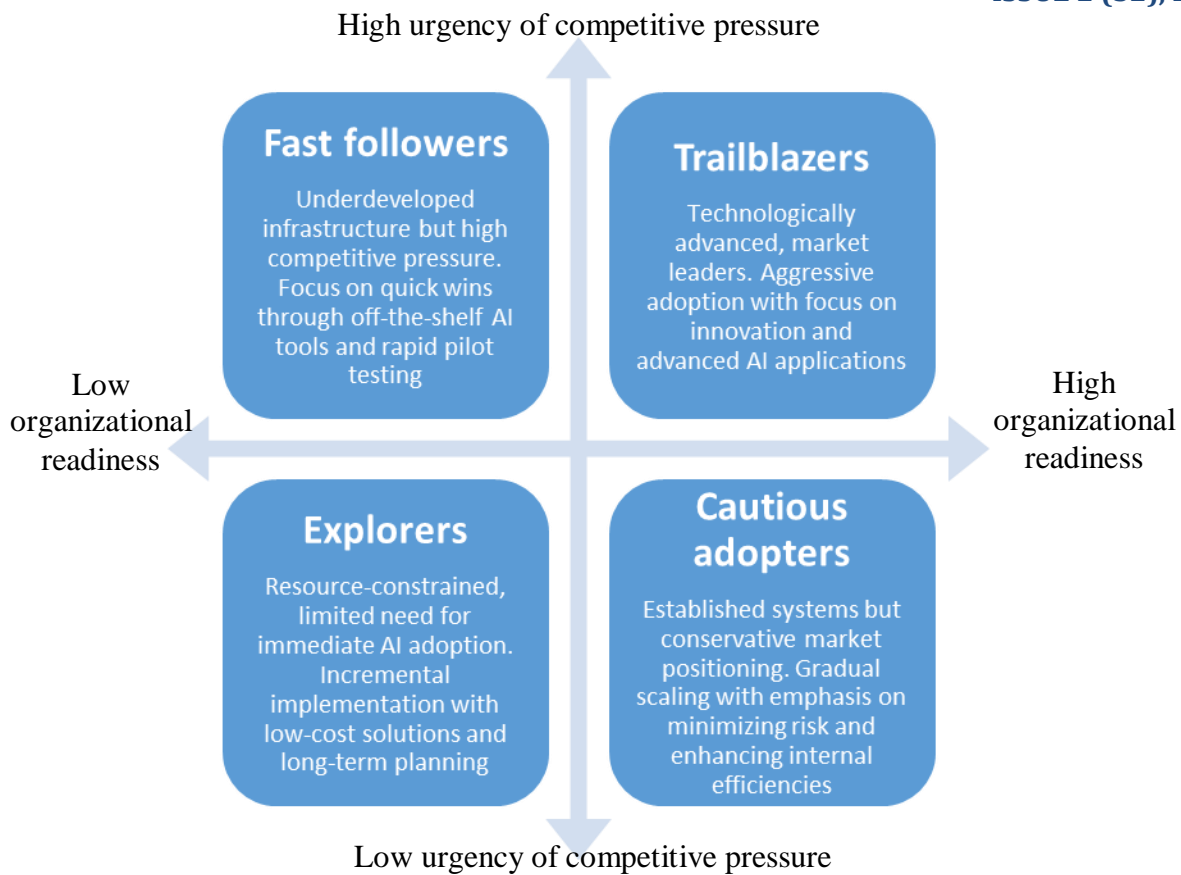 High urgency of competitive pressure
Fast followers
Underdeveloped
infrastructure but high
competitive pressure.
Focus on quick wins
through off-the-shelf AI
tools and rapid pilot
testing
Trailblazers
Technologically
advanced, market
leaders. Aggressive
adoption with focus on
innovation and
advanced AI applications
Low
organizational
readiness
High
organizational
readiness
Explorers
Resource-constrained,
limited need for
immediate AI adoption.
Incremental
implementation with
low-cost solutions and
long-term planning
Cautious
adopters
Established systems but
conservative market
positioning. Gradual
scaling with emphasis on
minimizing risk and
enhancing internal
efficiencies
Low urgency of competitive pressure